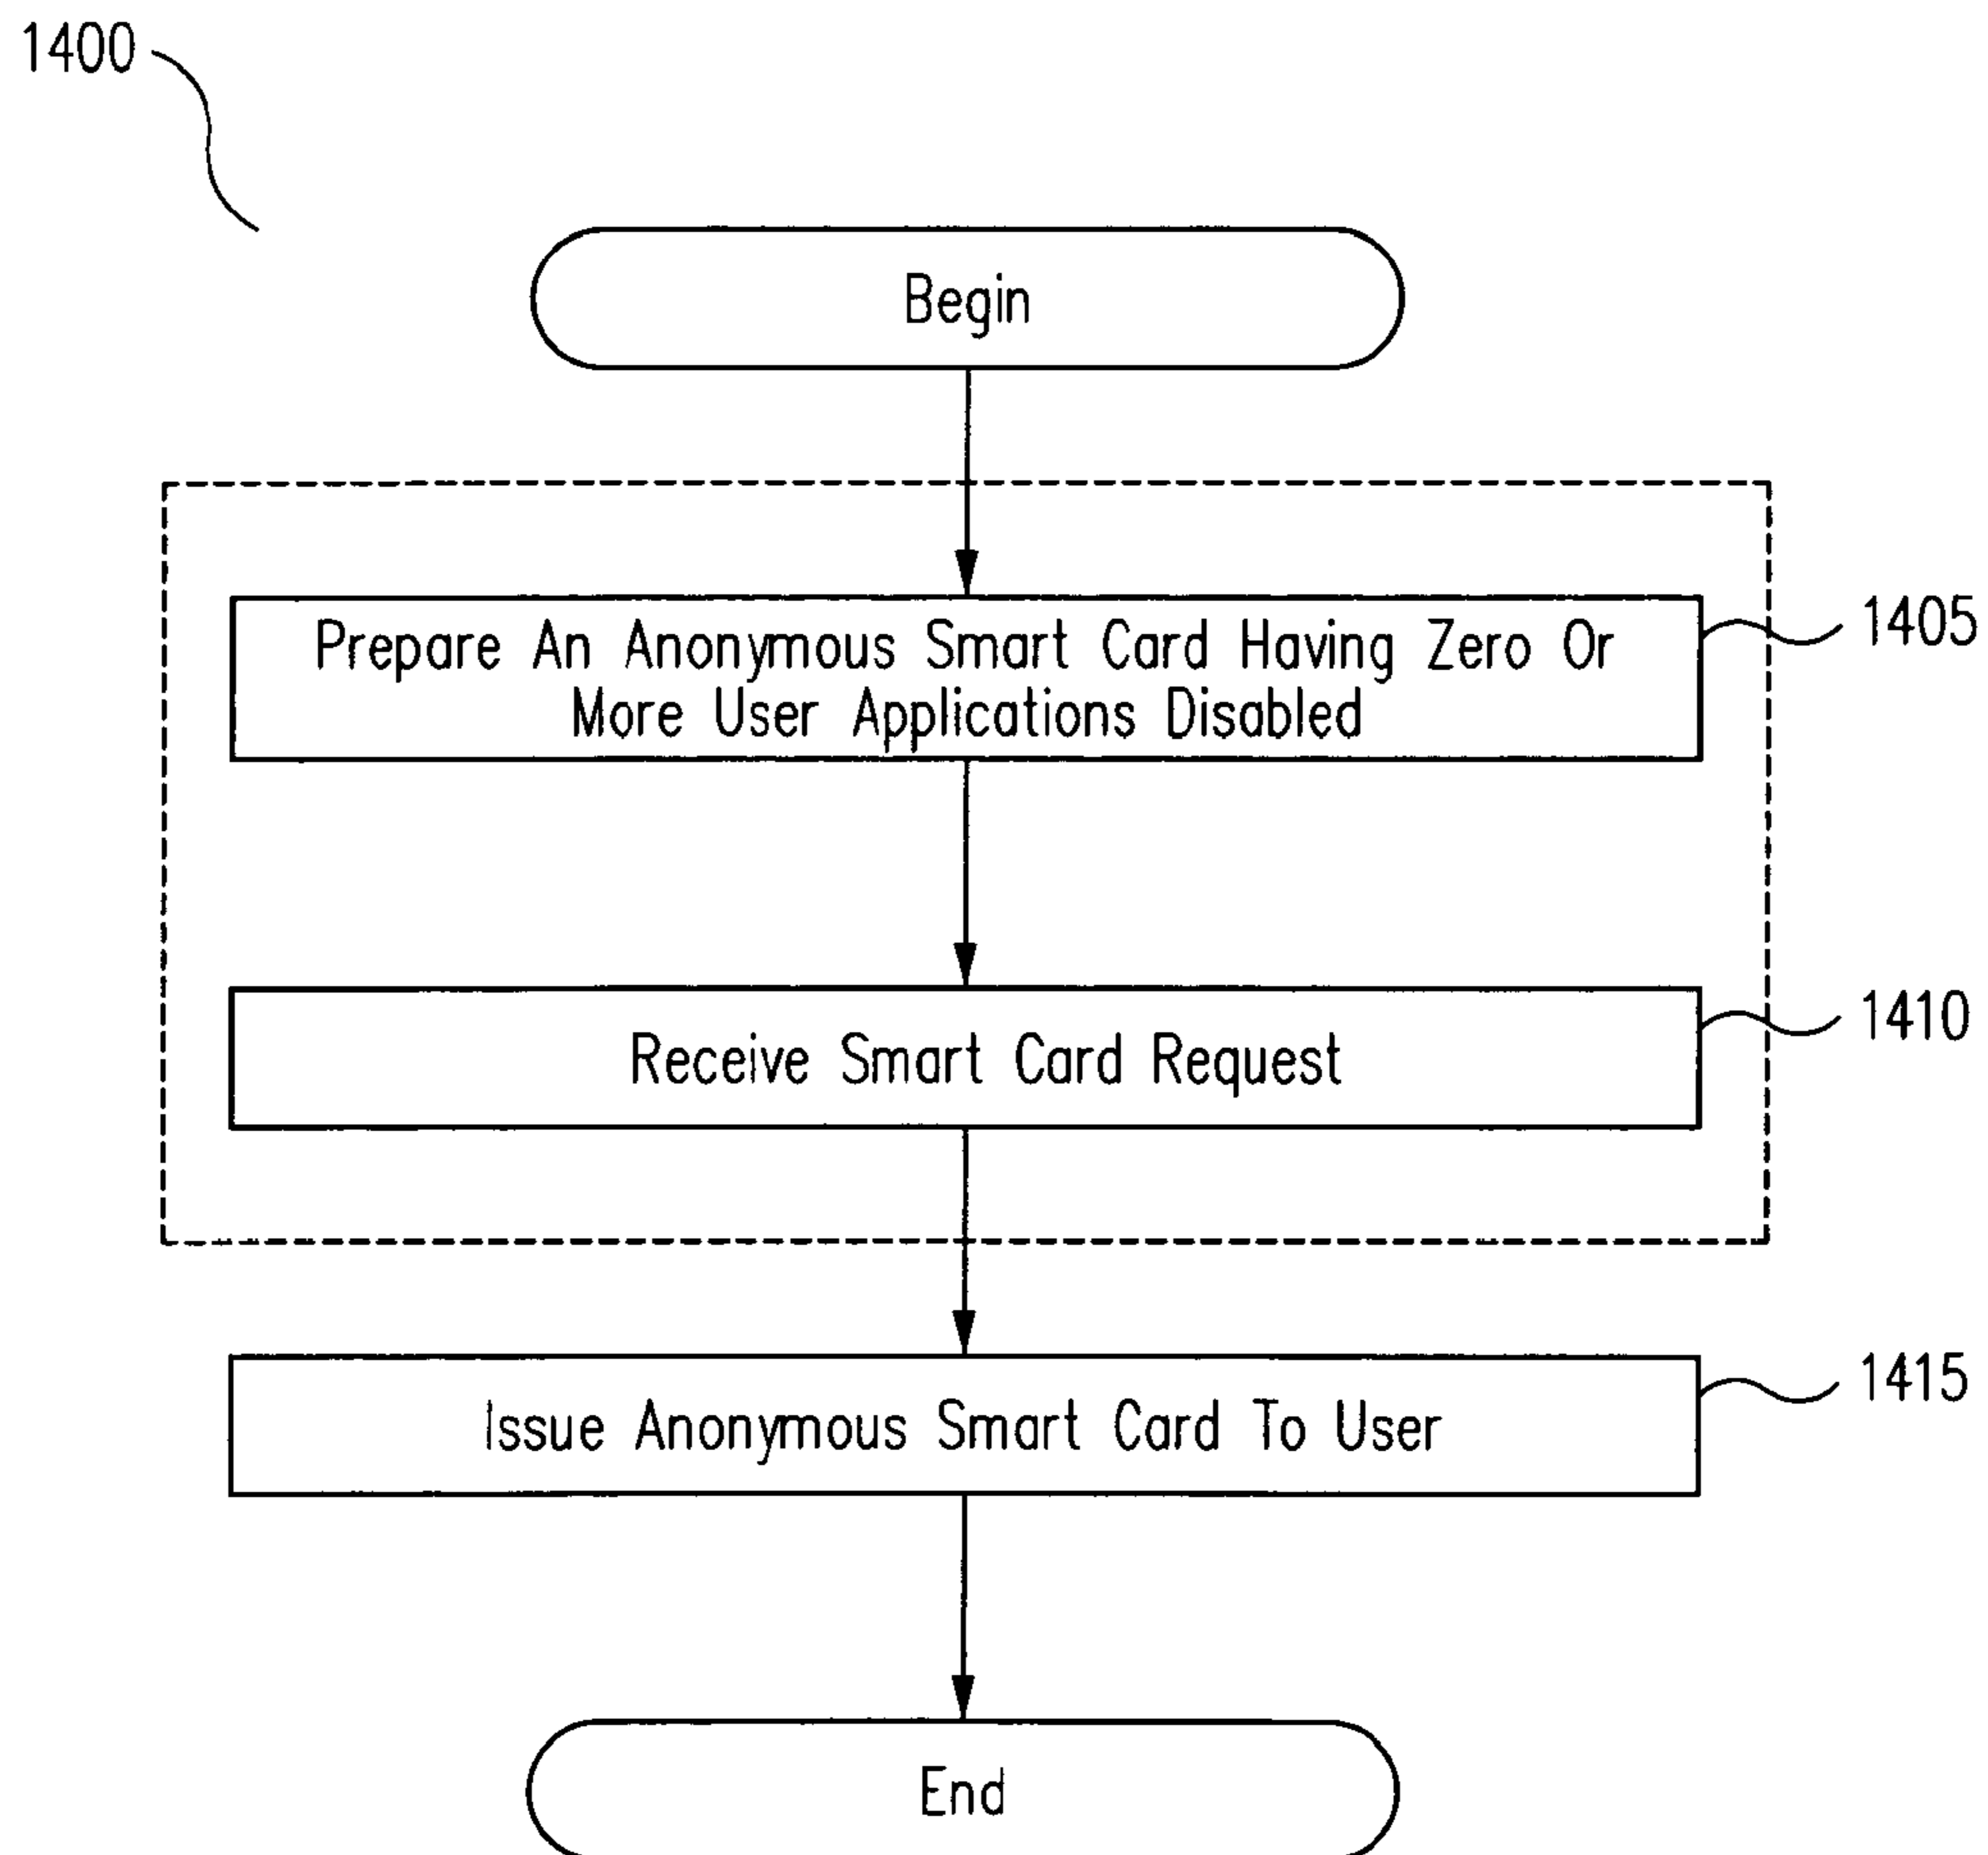 1400
Begin
Prepare An Anonymous Smart Card Having Zero Or
More User Applications Disabled
1405
Receive Smart Card Request
1410
Issue Anonymous Smart Card To User
1415
End